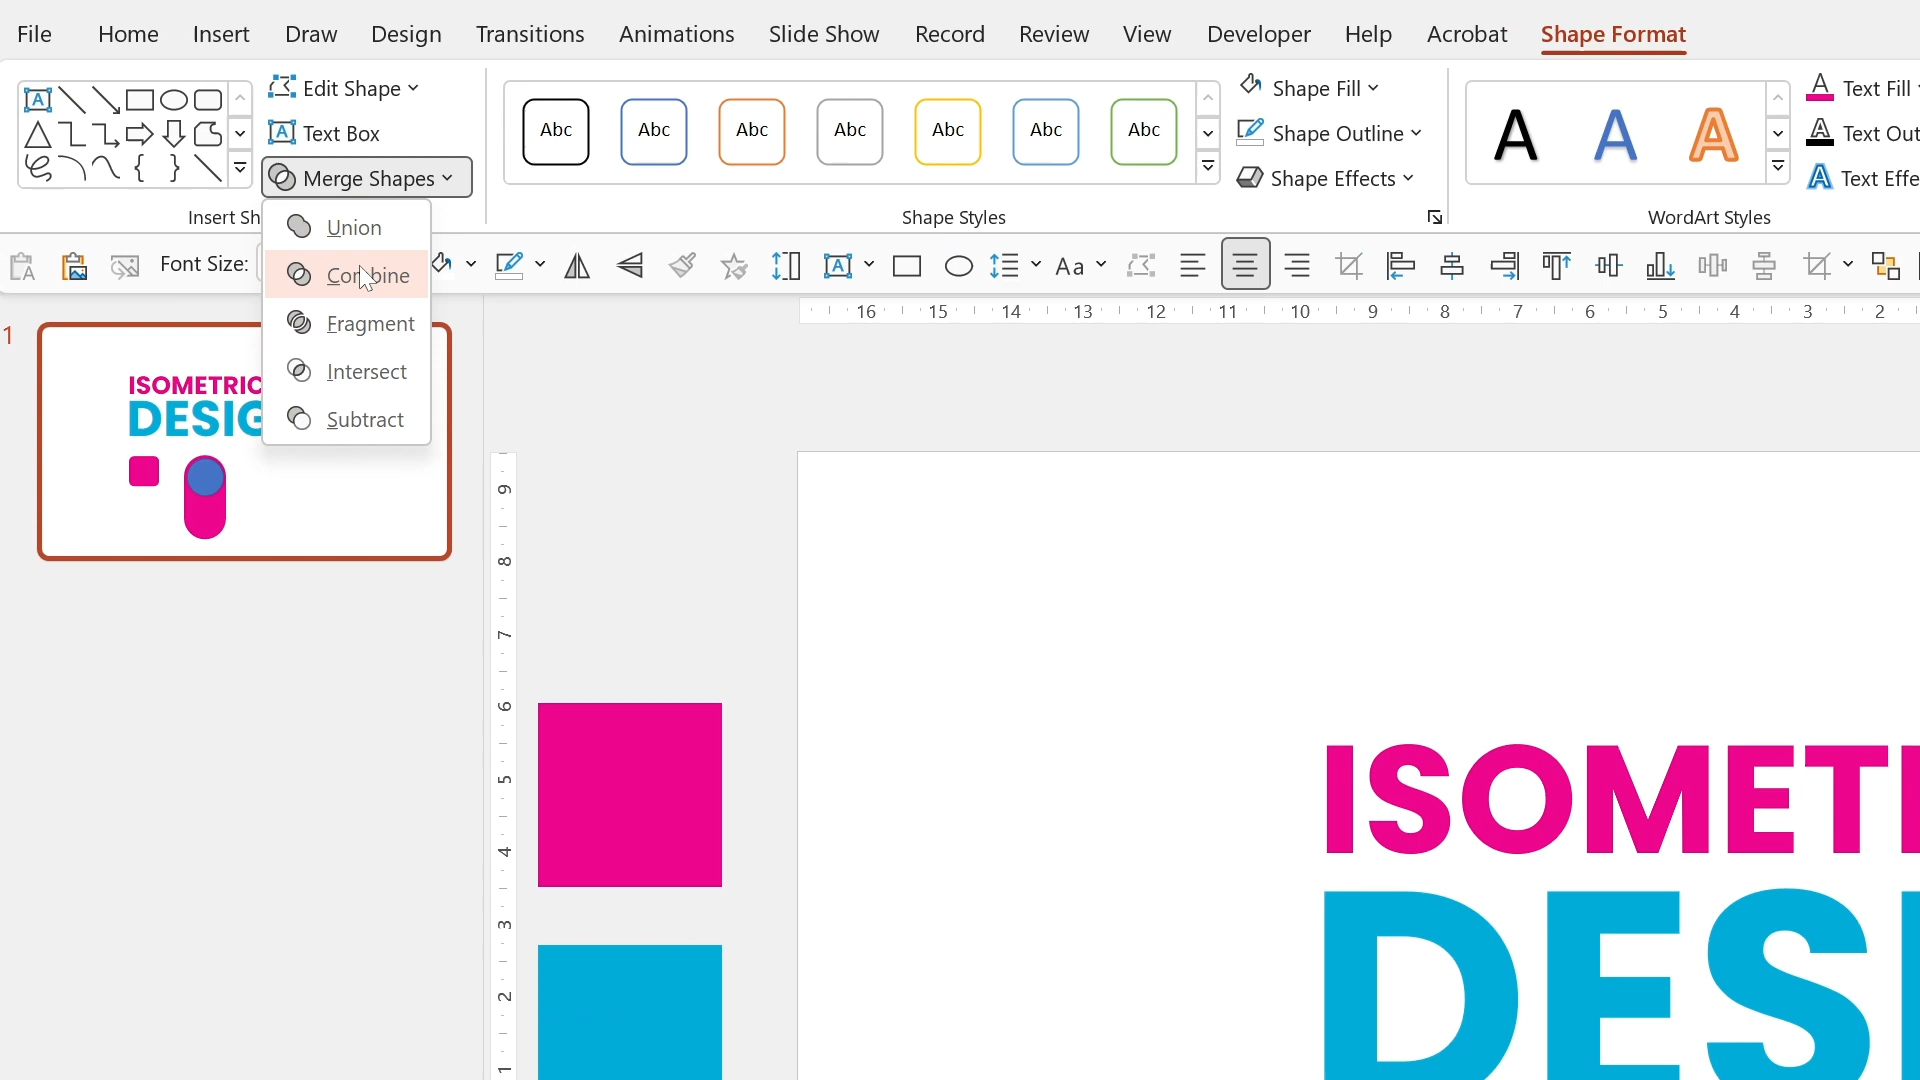 File Home Insert Draw Design Transitions Animations Slide Show Record Review View Developer Help Acrobat Shape Format
Edit Shape
Text Box
Merge Shapes
Insert Sh
Union
Combine
Fragment
Intersect
Subtract
Abc Abc Abc Abc Abc Abc Abc
Shape Fill
Shape Outline
Shape Effects
Shape Styles
A A A
Text Fill
Text Out
Text Effe
WordArt Styles
Font Size:
Aa
16 15 14 13 12 11 10 9 8 7 6 5 4 3 2
9
8
7
6
5
4
3
2
1
1
ISOMETRIC
DESIG
ISOMETR
DESI